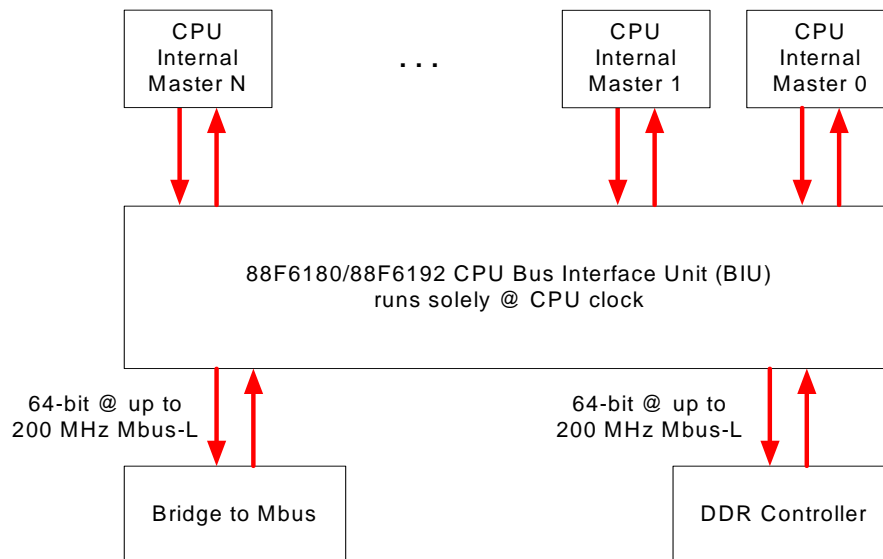 CPU
Internal
Master N
. . .
CPU
Internal
Master 1
CPU
Internal
Master 0
88F6180/88F6192 CPU Bus Interface Unit (BIU)
runs solely @ CPU clock
64-bit @ up to
200 MHz Mbus-L
64-bit @ up to
200 MHz Mbus-L
Bridge to Mbus
DDR Controller